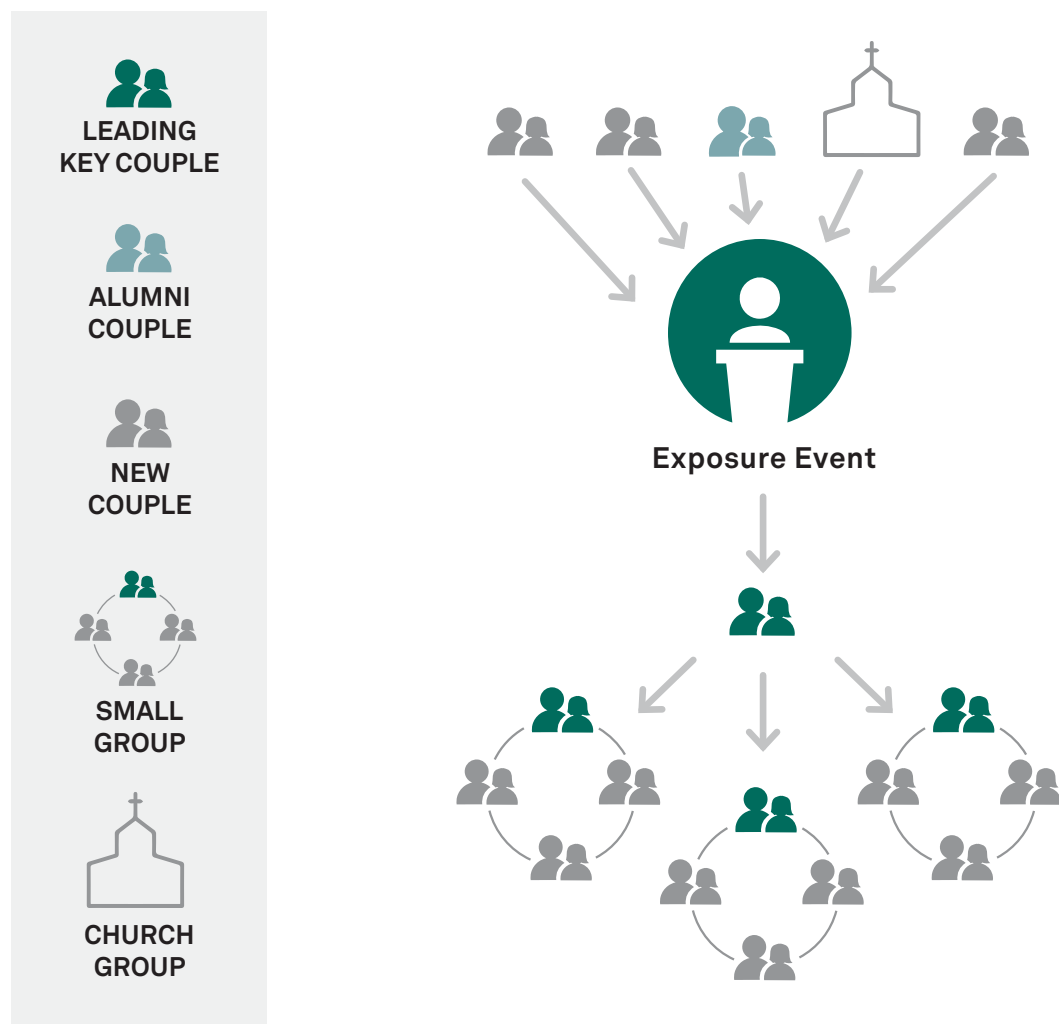 LEADING
KEY COUPLE
ALUMNI
COUPLE
NEW
COUPLE
SMALL
GROUP
CHURCH
GROUP
Exposure Event